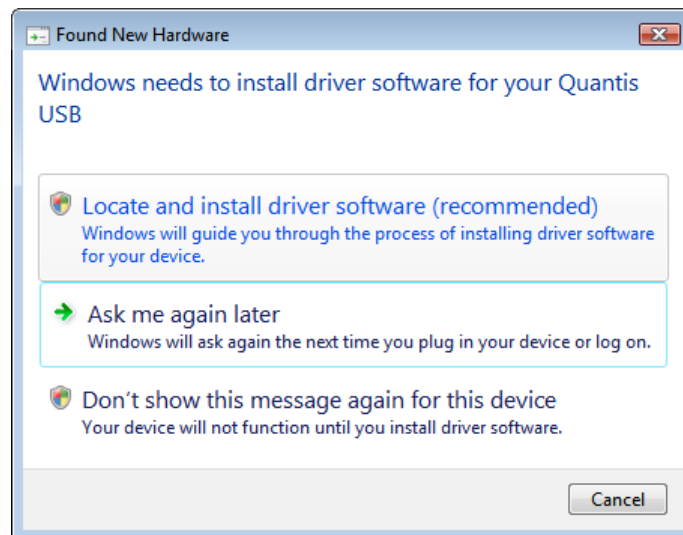 Found New Hardware
Windows needs to install driver software for your Quantis
USB
Locate and install driver software (recommended)
Windows will guide you through the process of installing driver software
for your device.
Ask me again later
Windows will ask again the next time you plug in your device or log on.
Don't show this message again for this device
Your device will not function until you install driver software.
Cancel